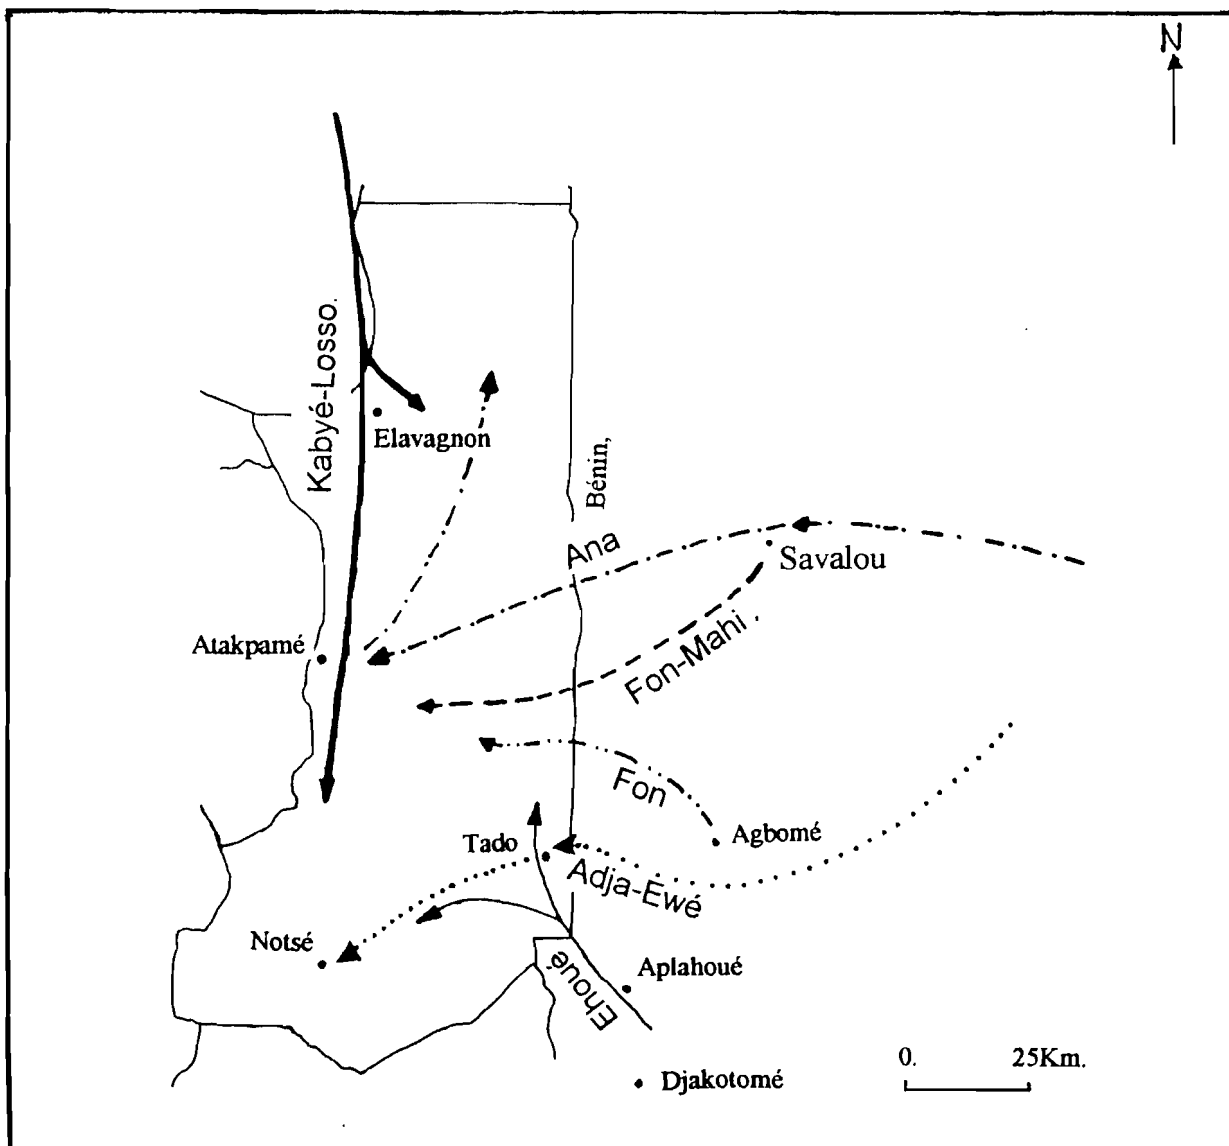 N
Kabyé-Losso.
Elavagnon
Bénin,
Ana
Savalou
Atakpamé
Fon-Mahi
Fon
Agbomé
Tado
Adja-Ewé
Notsé
Aplahoué
Ehoué
0. 25Km.
Djakotomé